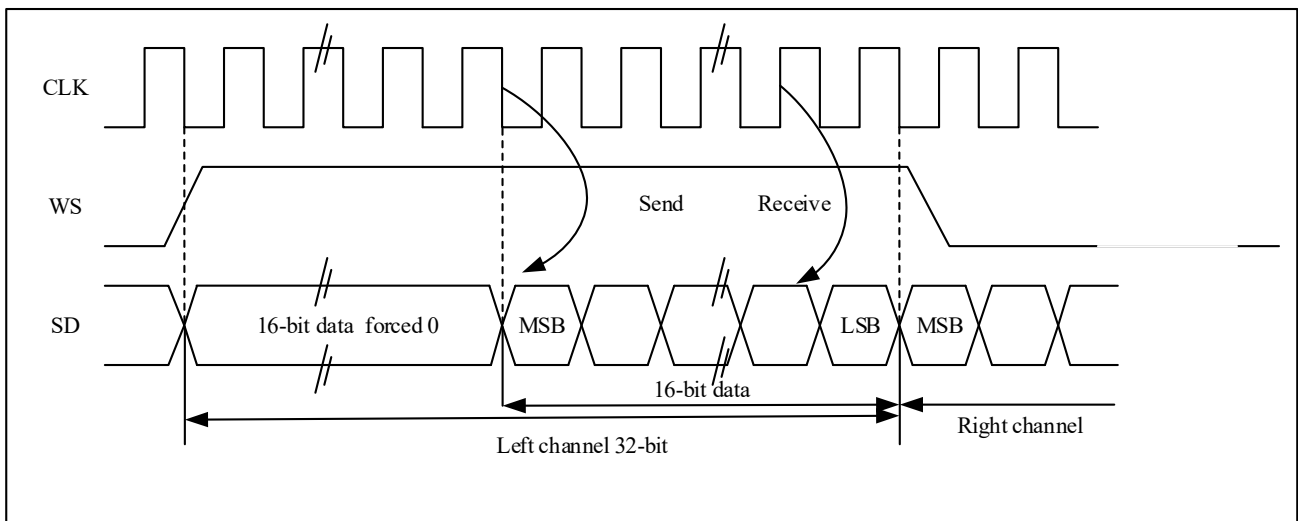 CLK
WS
Send
Receive
SD
16-bit data  forced 0
MSB
LSB
MSB
16-bit data
Left channel 32-bit
Right channel